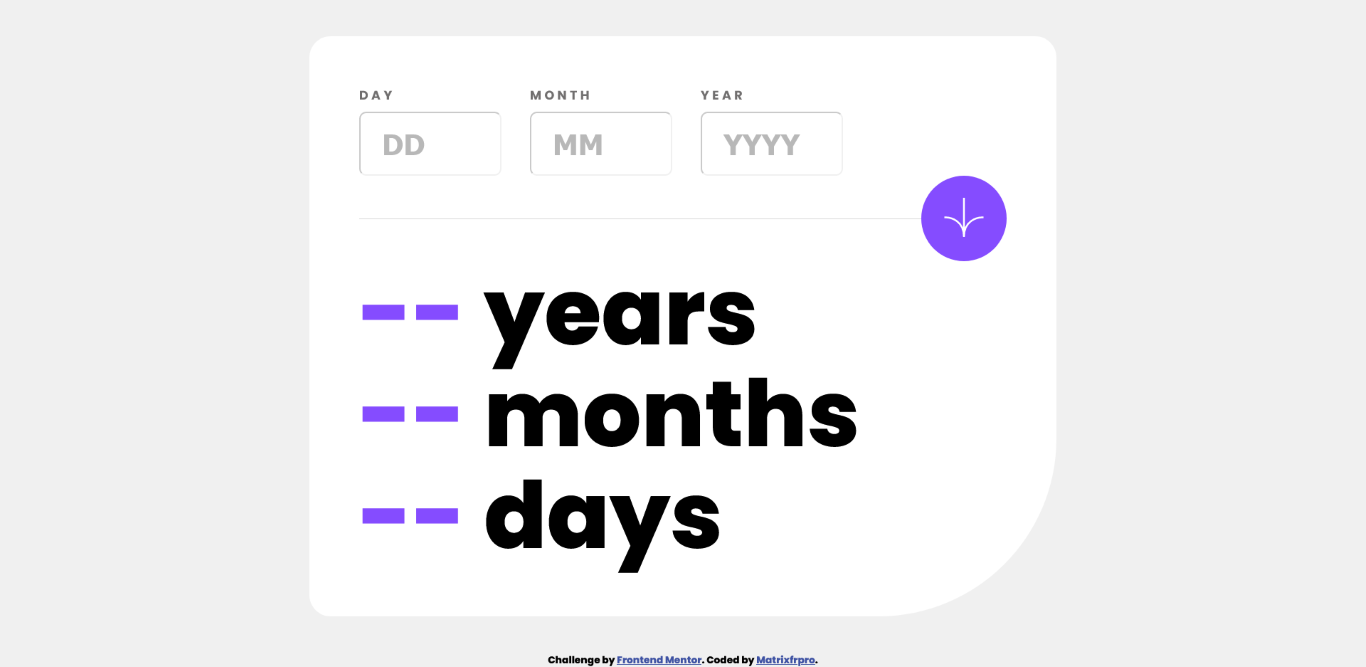 DAY MONTH YEAR
DD MM YYYY
-- years
-- months
-- days
Challenge by Frontend Mentor. Coded by Matrixfrpro.